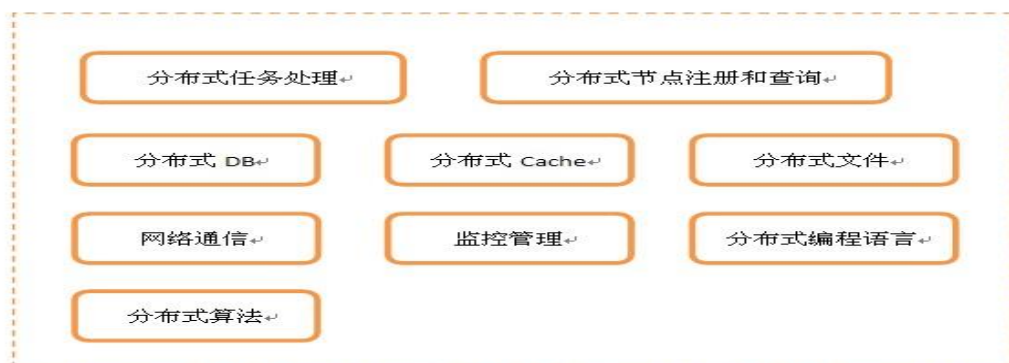 分布式任务处理
分布式节点注册和查询
分布式 DB
分布式 Cache
分布式文件
网络通信
监控管理
分布式编程语言
分布式算法